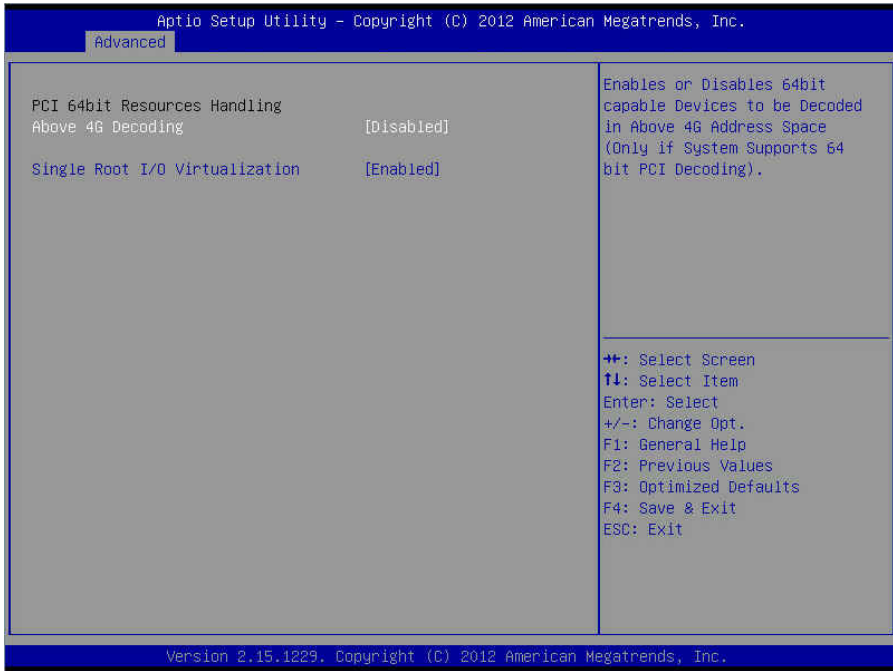 Aptio Setup Utility – Copyright (C) 2012 American Megatrends, Inc.
Advanced
PCI 64bit Resources Handling
Above 4G Decoding [Disabled]
Single Root I/O Virtualization [Enabled]
Enables or Disables 64bit
capable Devices to be Decoded
in Above 4G Address Space
(Only if System Supports 64
bit PCI Decoding).
→←: Select Screen
↑↓: Select Item
Enter: Select
+/-: Change Opt.
F1: General Help
F2: Previous Values
F3: Optimized Defaults
F4: Save & Exit
ESC: Exit
Version 2.15.1229. Copyright (C) 2012 American Megatrends, Inc.